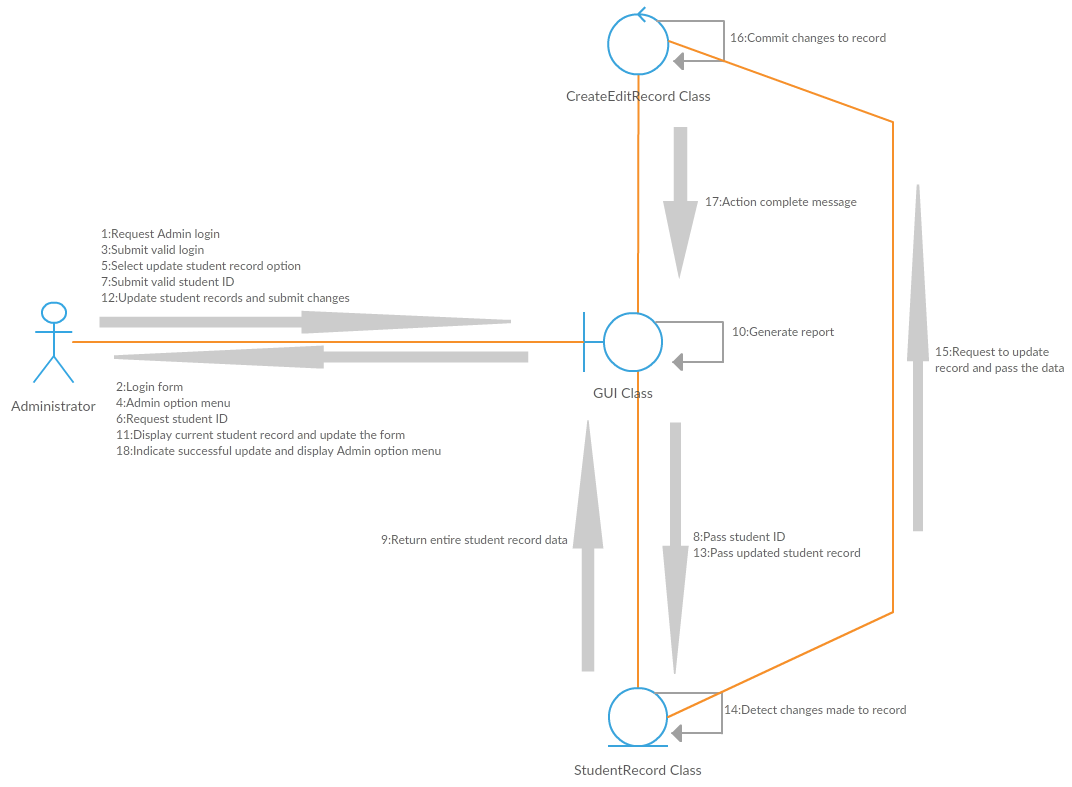 16:Commit changes to record
CreateEditRecord Class
17:Action complete message
1:Request Admin login
3:Submit valid login
5:Select update student record option
7:Submit valid student ID
12:Update student records and submit changes
10:Generate report
15:Request to update
record and pass the data
GUI Class
Administrator
2:Login form
4:Admin option menu
6:Request student ID
11:Display current student record and update the form
18:Indicate successful update and display Admin option menu
9:Return entire student record data
8:Pass student ID
13:Pass updated student record
14:Detect changes made to record
StudentRecord Class